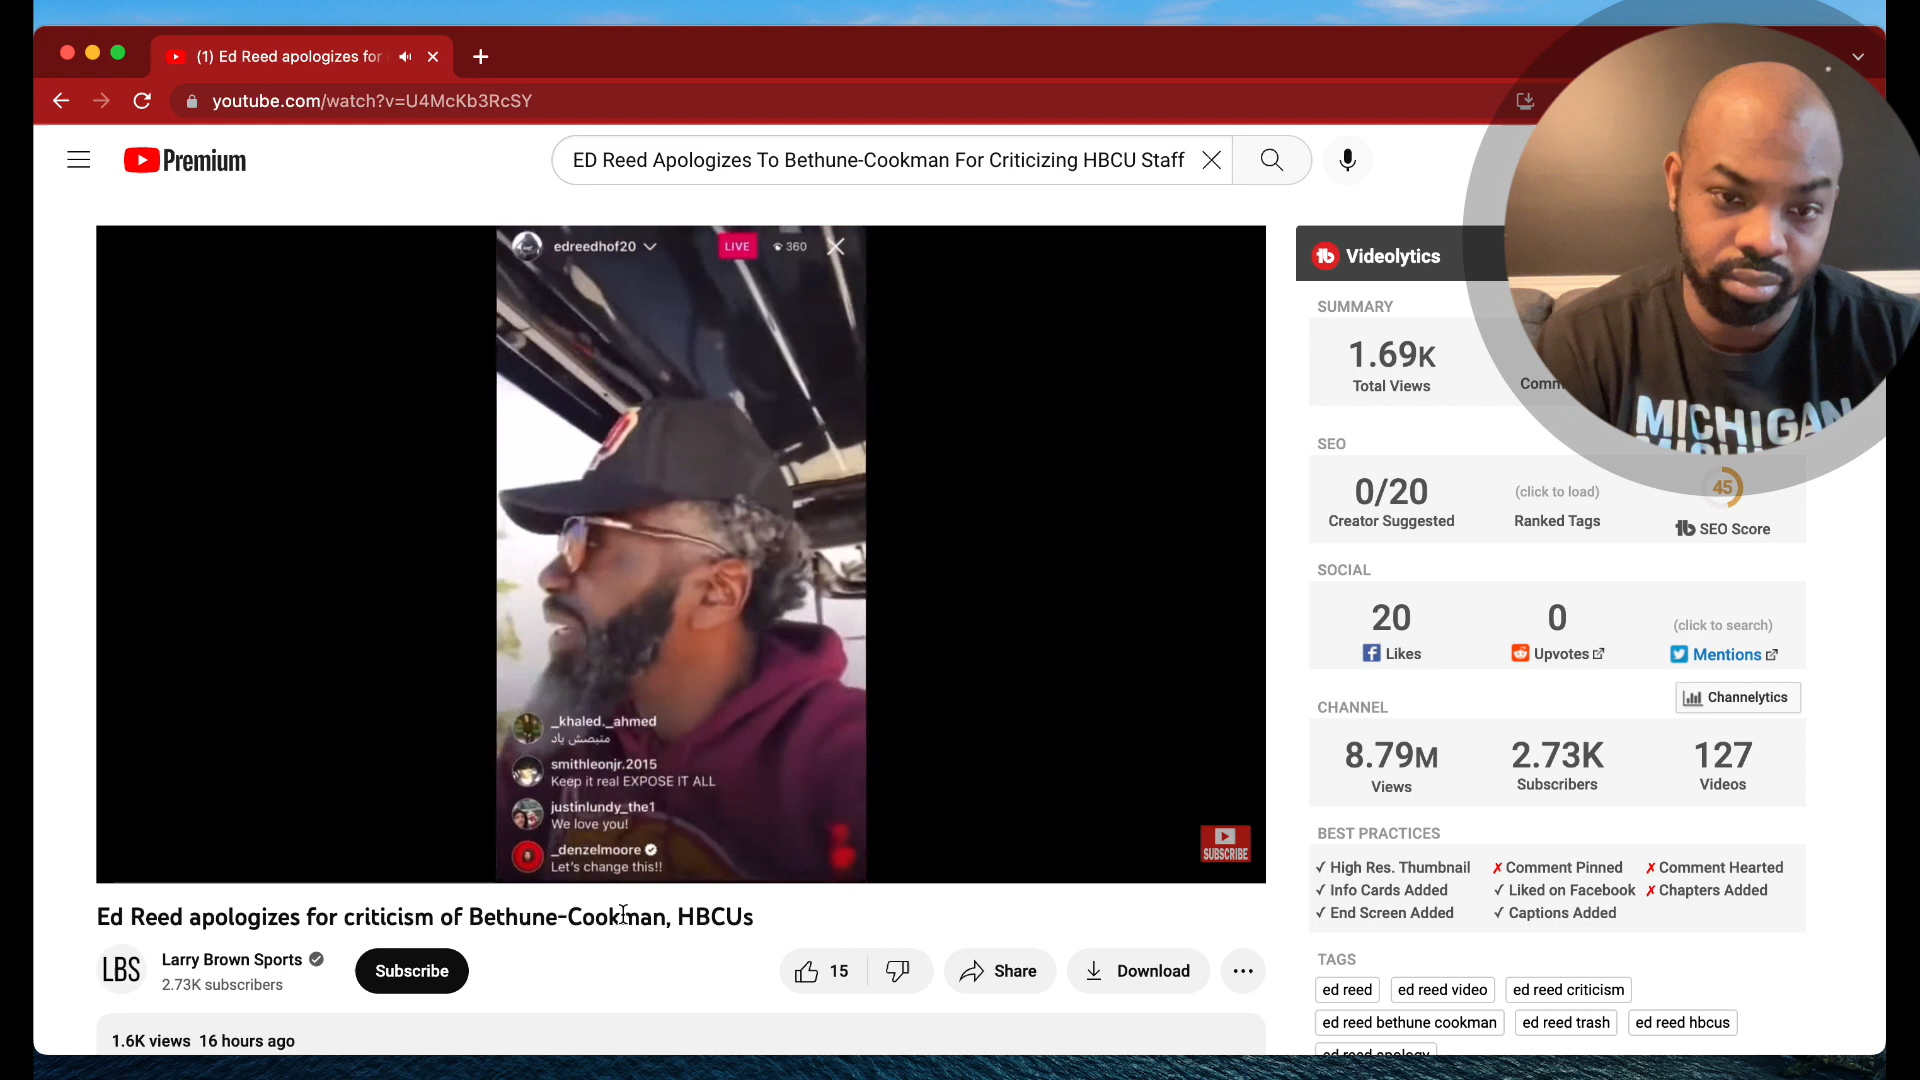 (1) Ed Reed apologizes for
youtube.com/watch?v=U4McKb3RcSY
Premium
ED Reed Apologizes To Bethune-Cookman For Criticizing HBCU Staff
edreedhof20
LIVE
360
_khaled._ahmed
متبصش یاد
smithleonjr.2015
Keep it real EXPOSE IT ALL
justinlundy_the1
We love you!
_denzelmoore
Let's change this!!
SUBSCRIBE
Ed Reed apologizes for criticism of Bethune-Cookman, HBCUs
LBS
Larry Brown Sports
2.73K subscribers
Subscribe
15
Share
Download
1.6K views 16 hours ago
Videolytics
SUMMARY
1.69K
Total Views
SEO
0/20
Creator Suggested
(click to load)
Ranked Tags
45
tb SEO Score
SOCIAL
20
Likes
0
Upvotes
(click to search)
Mentions
Channelytics
CHANNEL
8.79M
Views
2.73K
Subscribers
127
Videos
BEST PRACTICES
✓ High Res. Thumbnail ✗ Comment Pinned ✗ Comment Hearted
✓ Info Cards Added ✓ Liked on Facebook ✗ Chapters Added
✓ End Screen Added ✓ Captions Added
TAGS
ed reed ed reed video ed reed criticism
ed reed bethune cookman ed reed trash ed reed hbcus
ed reed apology
MICHIGAN